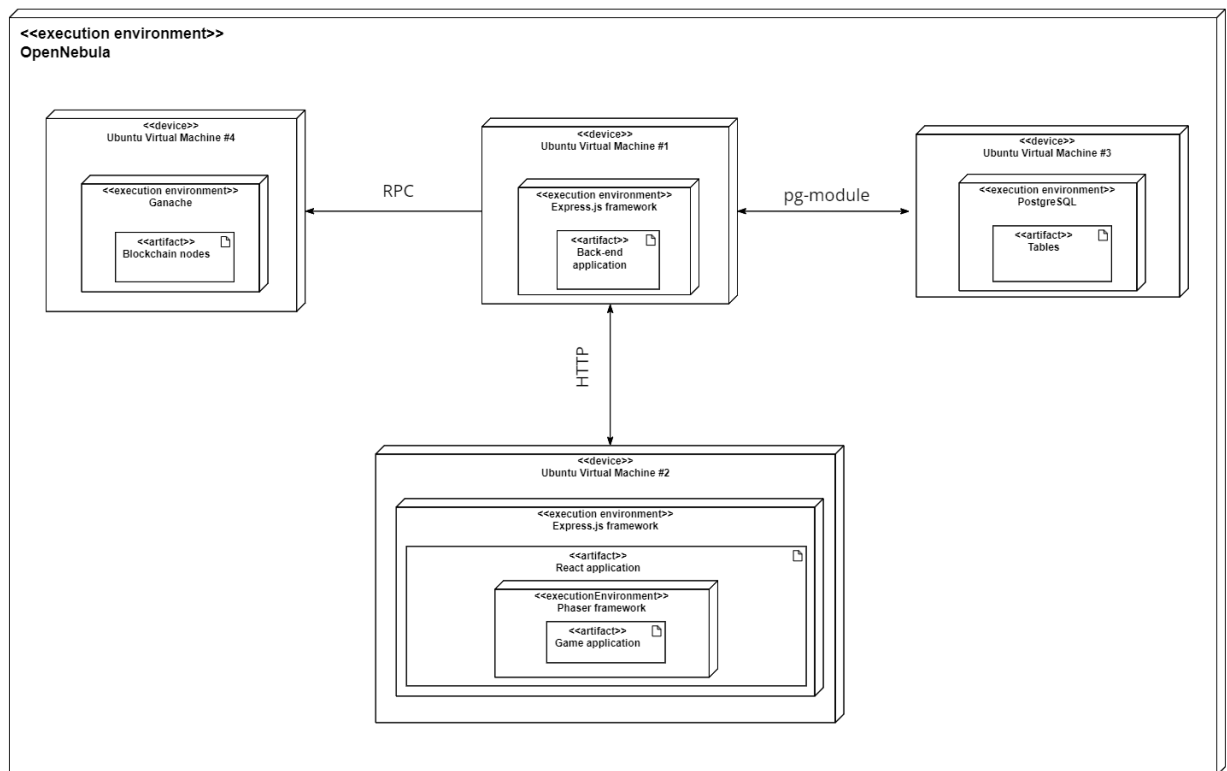 <<execution environment>>
OpenNebula
<<device>>
Ubuntu Virtual Machine #4
<<execution environment>>
Ganache
<<artifact>>
Blockchain nodes
RPC
<<device>>
Ubuntu Virtual Machine #1
<<execution environment>>
Express.js framework
<<artifact>>
Back-end
application
pg-module
<<device>>
Ubuntu Virtual Machine #3
<<execution environment>>
PostgreSQL
<<artifact>>
Tables
HTTP
<<device>>
Ubuntu Virtual Machine #2
<<execution environment>>
Express.js framework
<<artifact>>
React application
<<executionEnvironment>>
Phaser framework
<<artifact>>
Game application